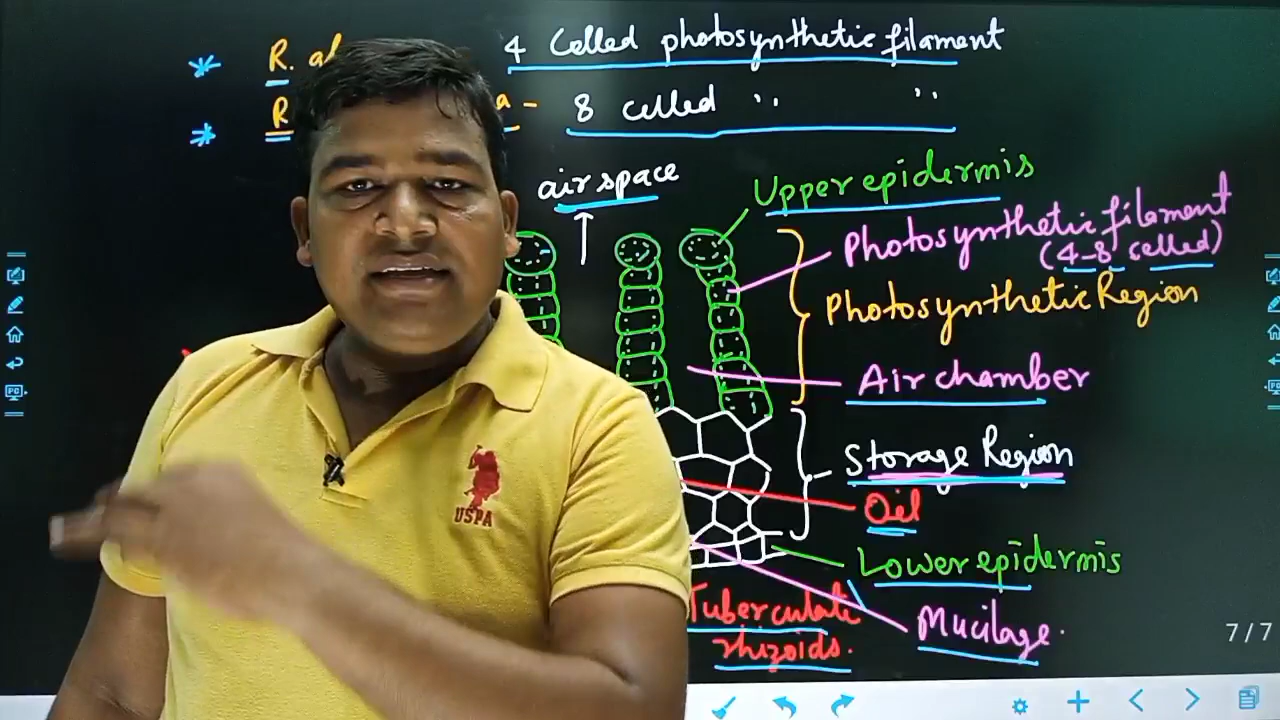 * R. 4 Celled photosynthetic filament
* R a - 8 celled " "
air space
Upper epidermis
Photosynthetic filament
(4-8 celled)
Photosynthetic Region
Air chamber
Storage Region
Oil
Lower epidermis
Tuberculate
rhizoids.
Mucilage.
USPA
7/7